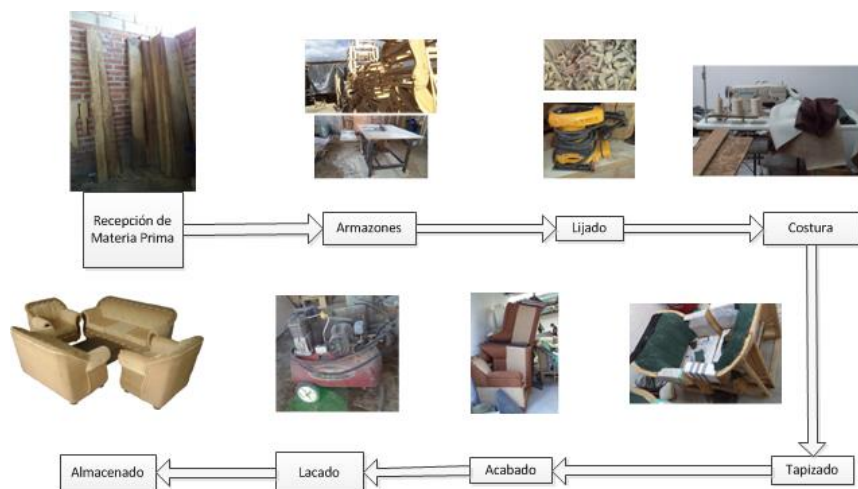 Recepción de
Materia Prima
Armazones
Lijado
Costura
Tapizado
Acabado
Lacado
Almacenado